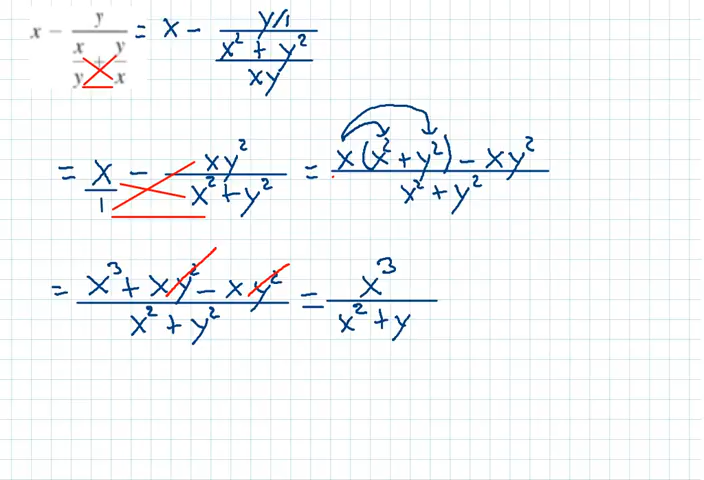 x - y/(x/y + y/x) = x - (y/1)/((x² + y²)/(xy))
= x/1 - xy²/(x² + y²) = (x(x² + y²) - xy²)/(x² + y²)
= (x³ + xy² - xy²)/(x² + y²) = x³/(x² + y)